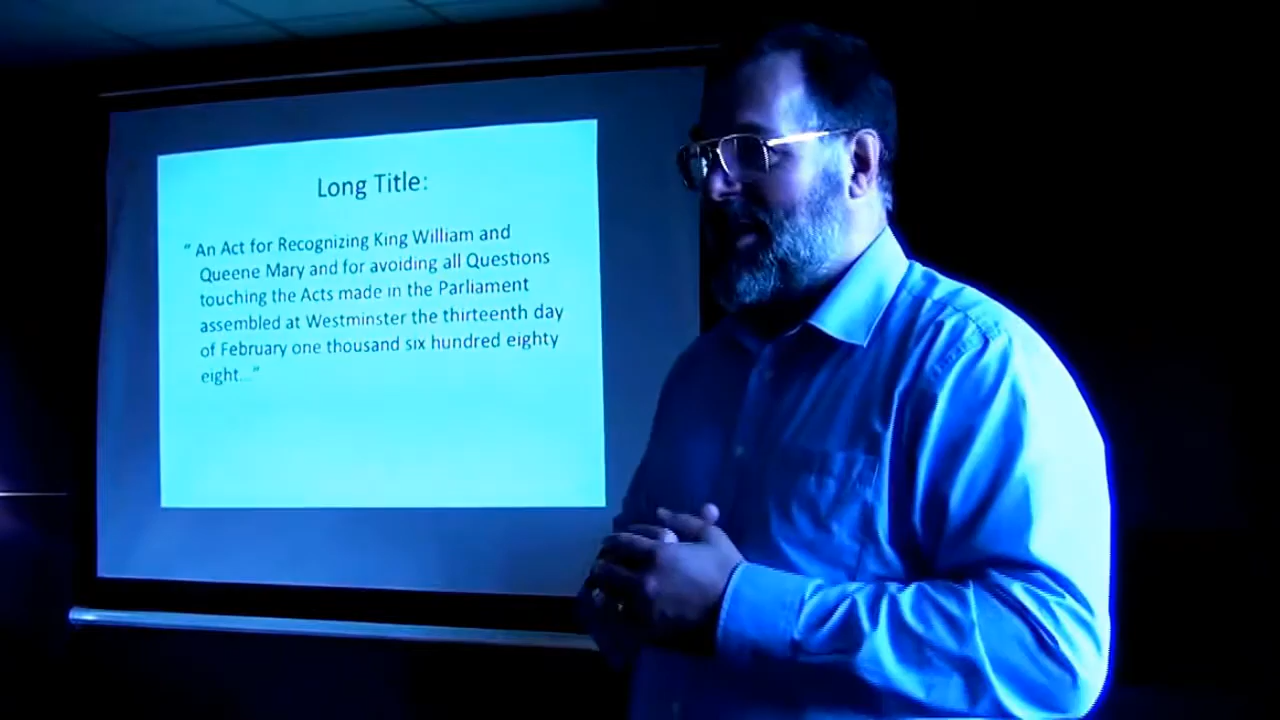 Long Title:
“ An Act for Recognizing King William and
Queene Mary and for avoiding all Questions
touching the Acts made in the Parliament
assembled at Westminster the thirteenth day
of February one thousand six hundred eighty
eight...”